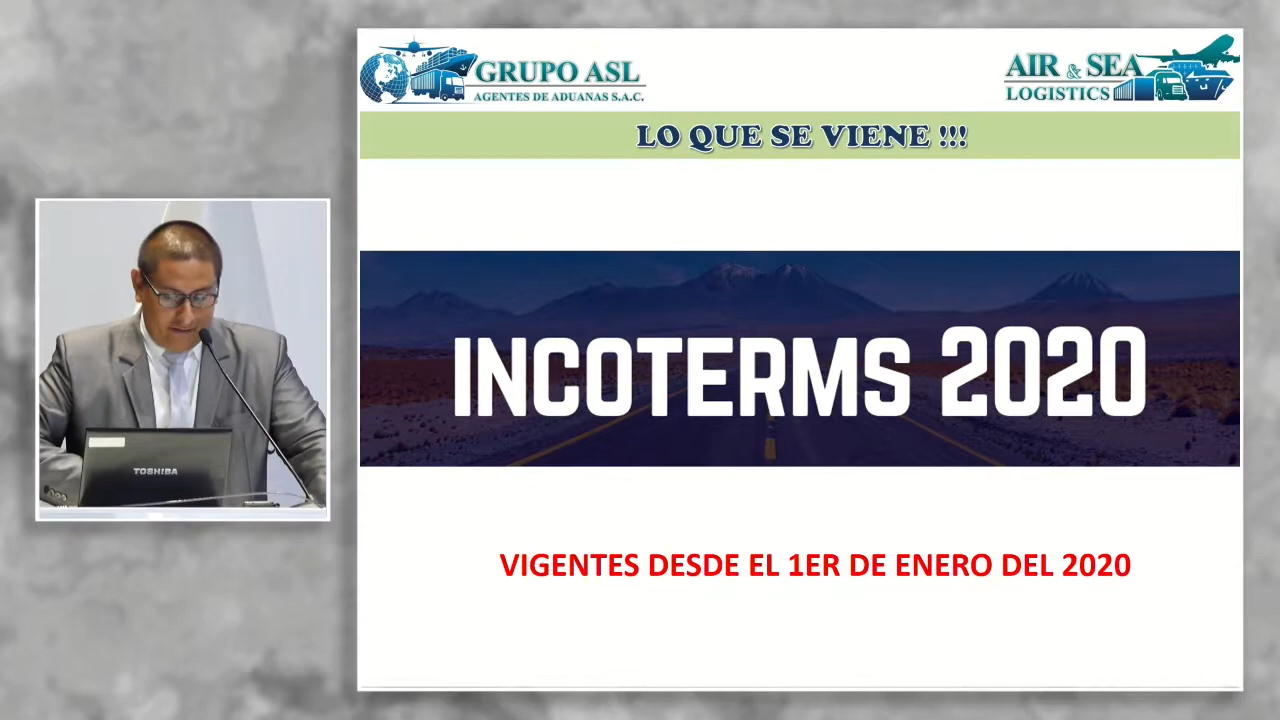 GRUPO ASL
AGENTES DE ADUANAS S.A.C.
AIR & SEA
LOGISTICS
LO QUE SE VIENE !!!
INCOTERMS 2020
TOSHIBA
VIGENTES DESDE EL 1ER DE ENERO DEL 2020